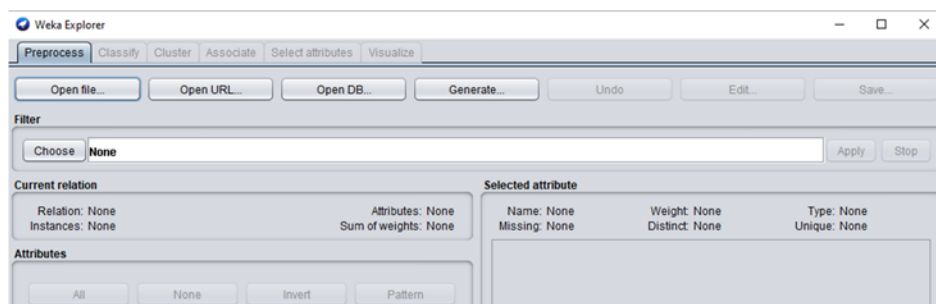 Weka Explorer
Preprocess Classify Cluster Associate Select attributes Visualize
Open file... Open URL... Open DB... Generate... Undo Edit... Save...
Filter
Choose None Apply Stop
Current relation
Relation: None Attributes: None
Instances: None Sum of weights: None
Selected attribute
Name: None Weight: None Type: None
Missing: None Distinct: None Unique: None
Attributes
All None Invert Pattern